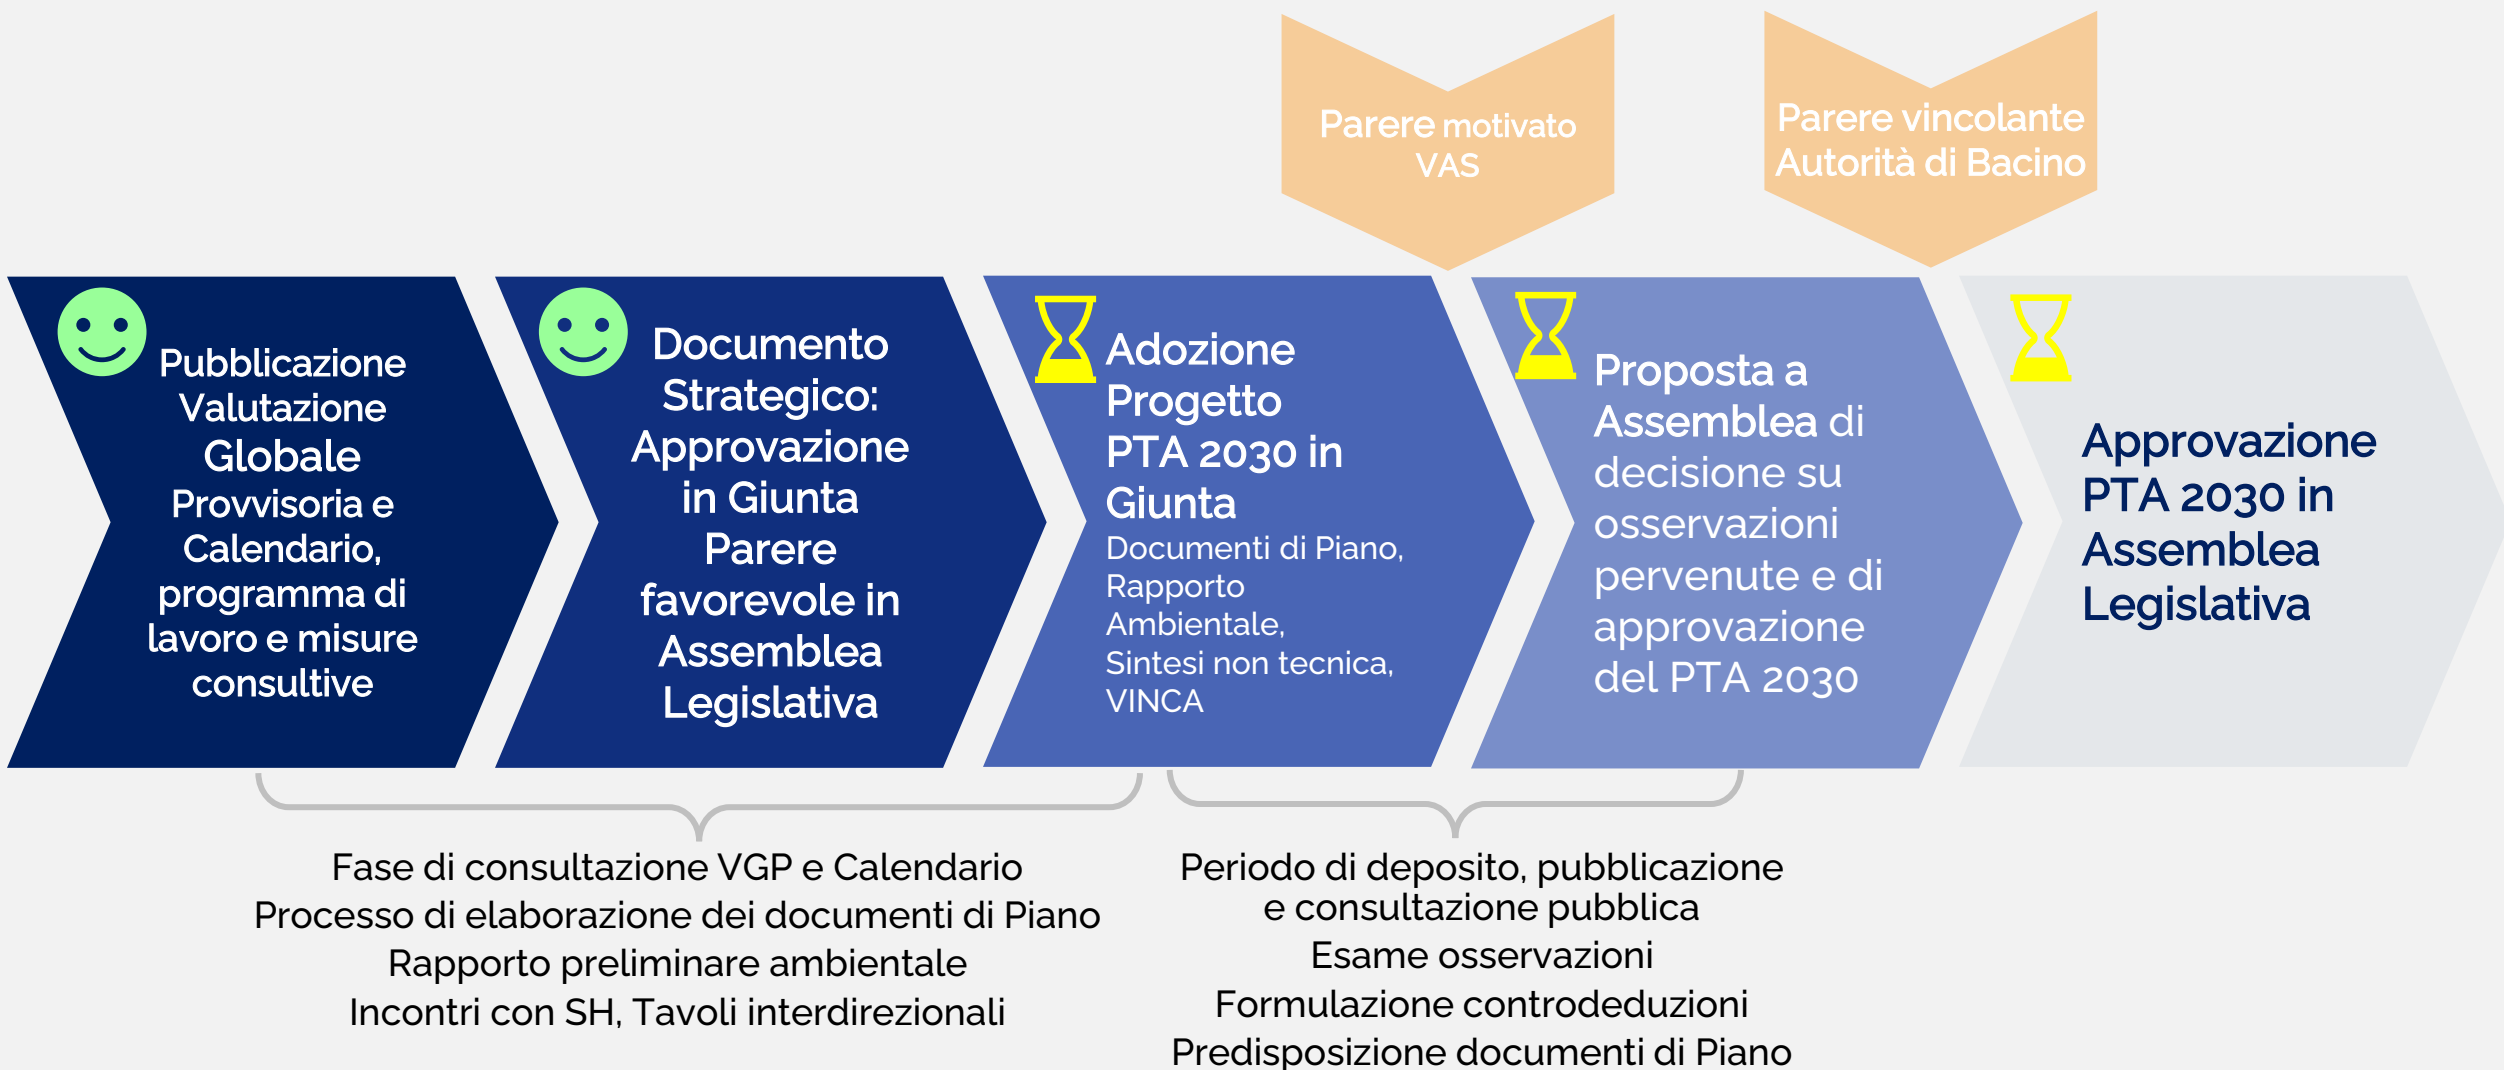 Parere motivato
VAS
Parere vincolante
Autorità di Bacino
Pubblicazione
Valutazione
Globale
Provvisoria e
Calendario,
programma di
lavoro e misure
consultive
Documento
Strategico:
Approvazione
in Giunta
Parere
favorevole in
Assemblea
Legislativa
Adozione
Progetto
PTA 2030 in
Giunta
Documenti di Piano,
Rapporto
Ambientale,
Sintesi non tecnica,
VINCA
Proposta a
Assemblea di
decisione su
osservazioni
pervenute e di
approvazione
del PTA 2030
Approvazione
PTA 2030 in
Assemblea
Legislativa
Fase di consultazione VGP e Calendario
Processo di elaborazione dei documenti di Piano
Rapporto preliminare ambientale
Incontri con SH, Tavoli interdirezionali
Periodo di deposito, pubblicazione
e consultazione pubblica
Esame osservazioni
Formulazione controdeduzioni
Predisposizione documenti di Piano